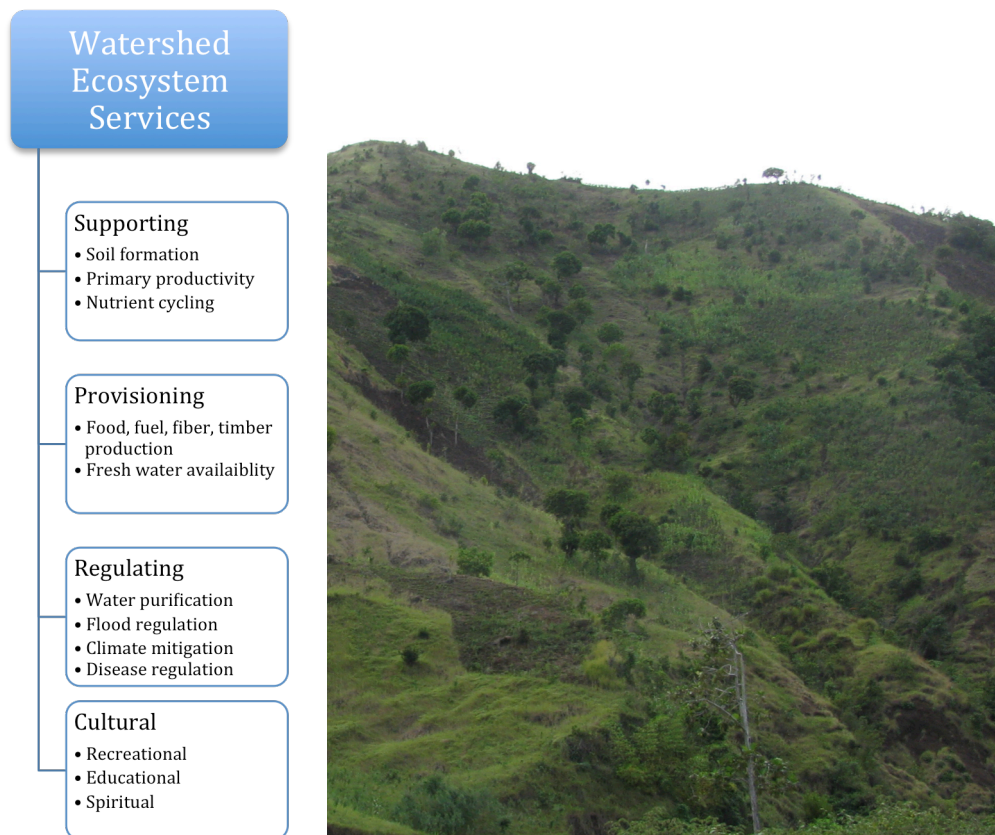 Watershed
Ecosystem
Services
Supporting
• Soil formation
• Primary productivity
• Nutrient cycling
Provisioning
• Food, fuel, fiber, timber
production
• Fresh water availaiblity
Regulating
• Water purification
• Flood regulation
• Climate mitigation
• Disease regulation
Cultural
• Recreational
• Educational
• Spiritual